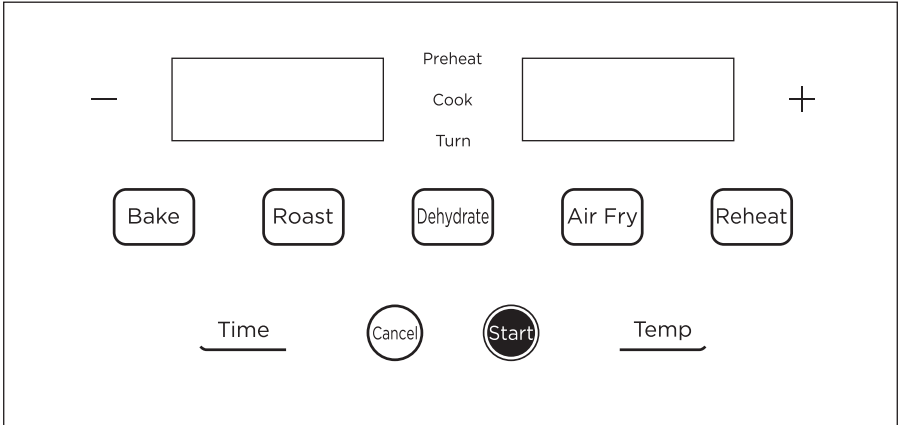 Preheat
− Cook +
Turn
Bake Roast Dehydrate Air Fry Reheat
Time Cancel Start Temp